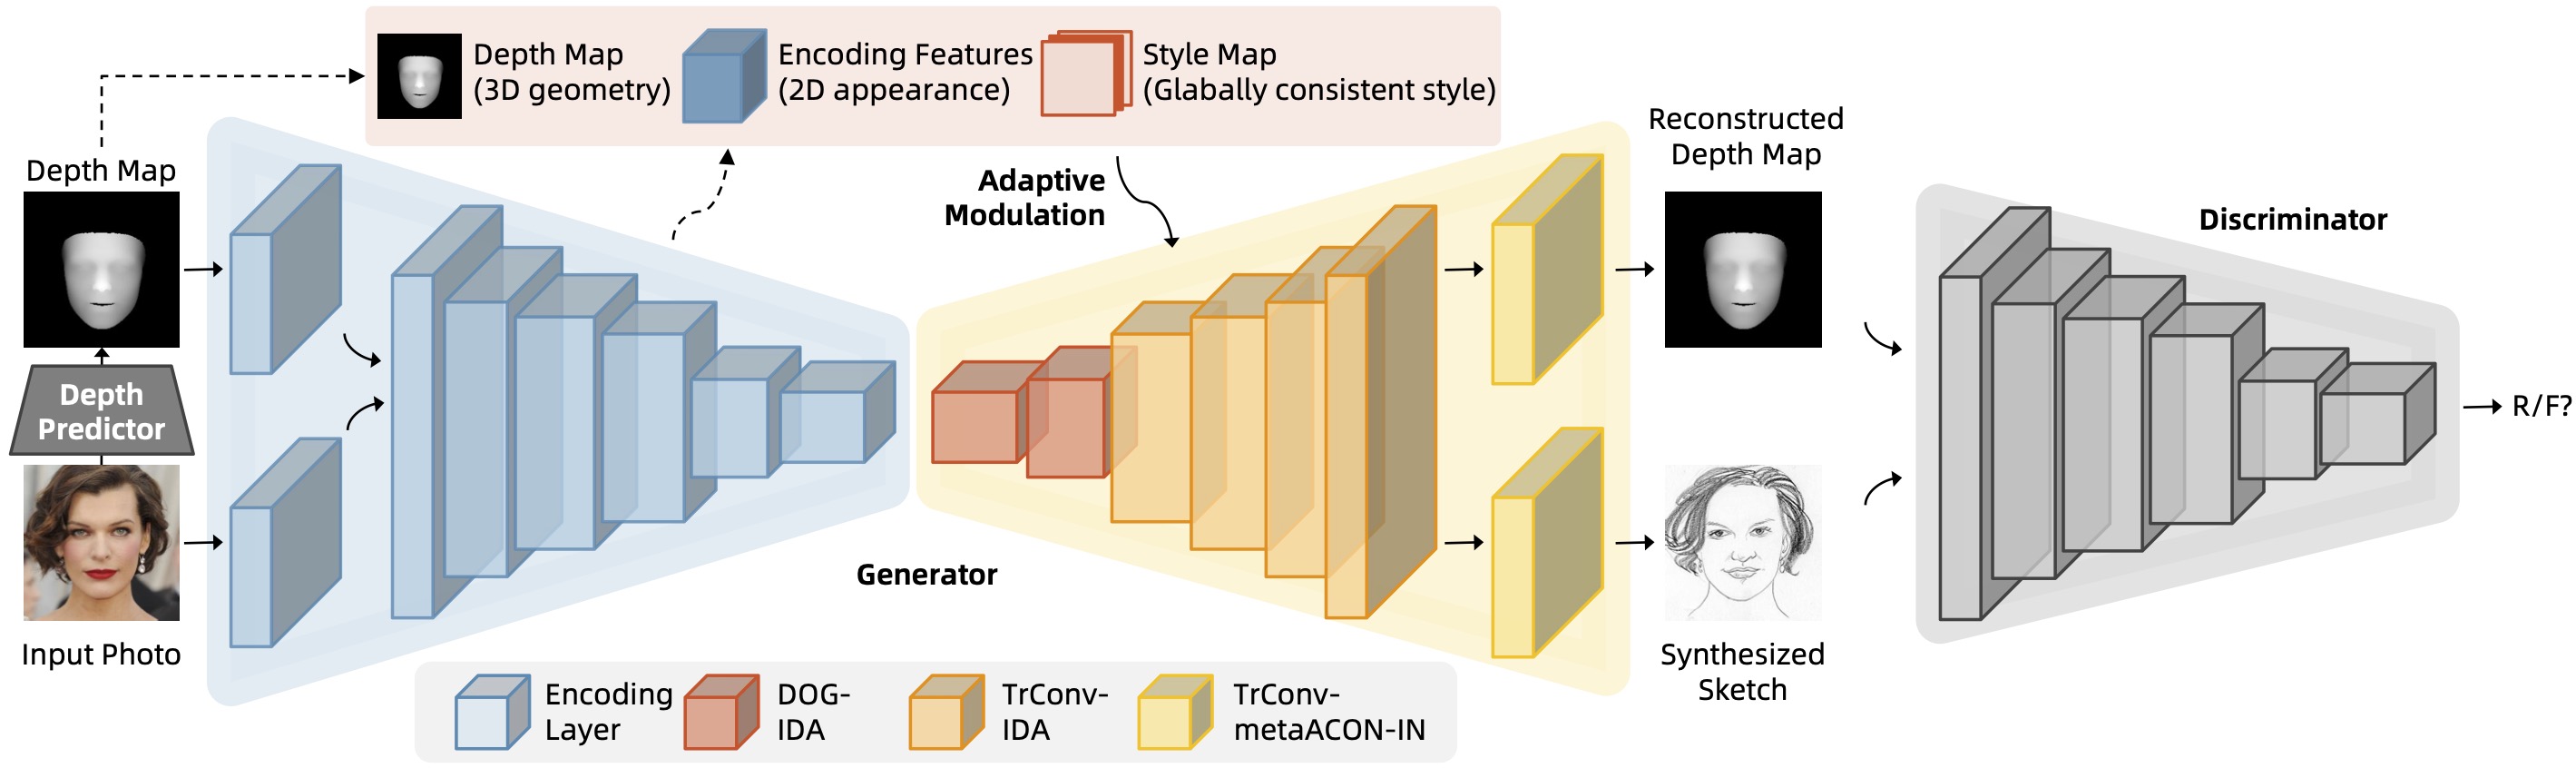 Depth Map
(3D geometry)
Encoding Features
(2D appearance)
Style Map
(Glabally consistent style)
Depth Map
Depth
Predictor
Input Photo
Adaptive
Modulation
Generator
Reconstructed
Depth Map
Synthesized
Sketch
Discriminator
R/F?
Encoding
Layer
DOG-
IDA
TrConv-
IDA
TrConv-
metaACON-IN